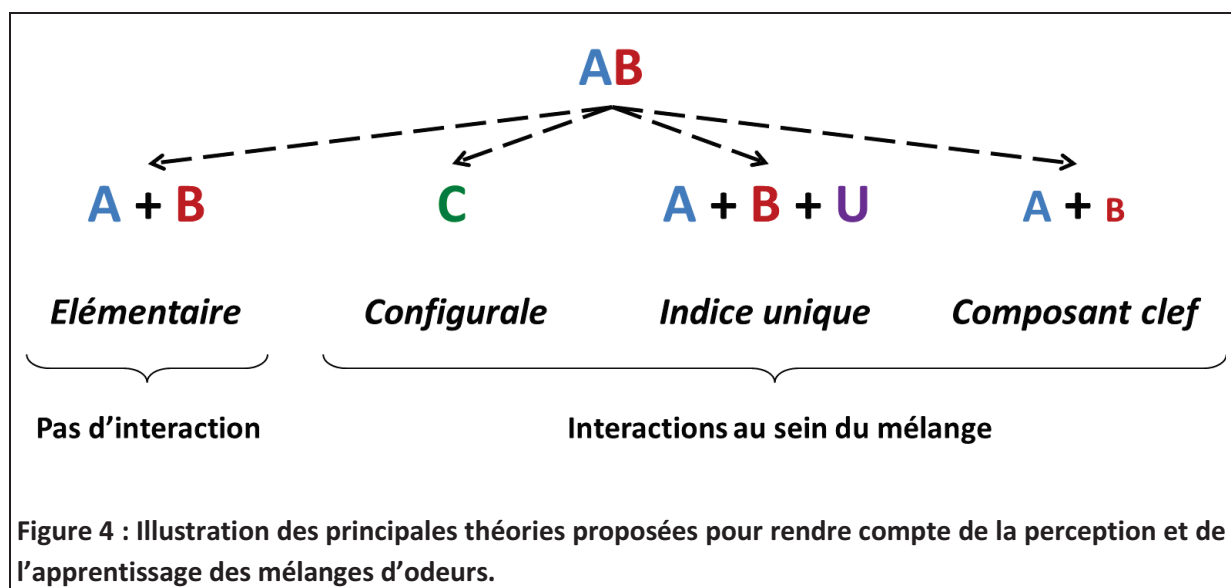 AB
A + B C A + B + U A + B
Elémentaire Configurale Indice unique Composant clef
Pas d’interaction Interactions au sein du mélange
Figure 4 : Illustration des principales théories proposées pour rendre compte de la perception et de
l’apprentissage des mélanges d’odeurs.